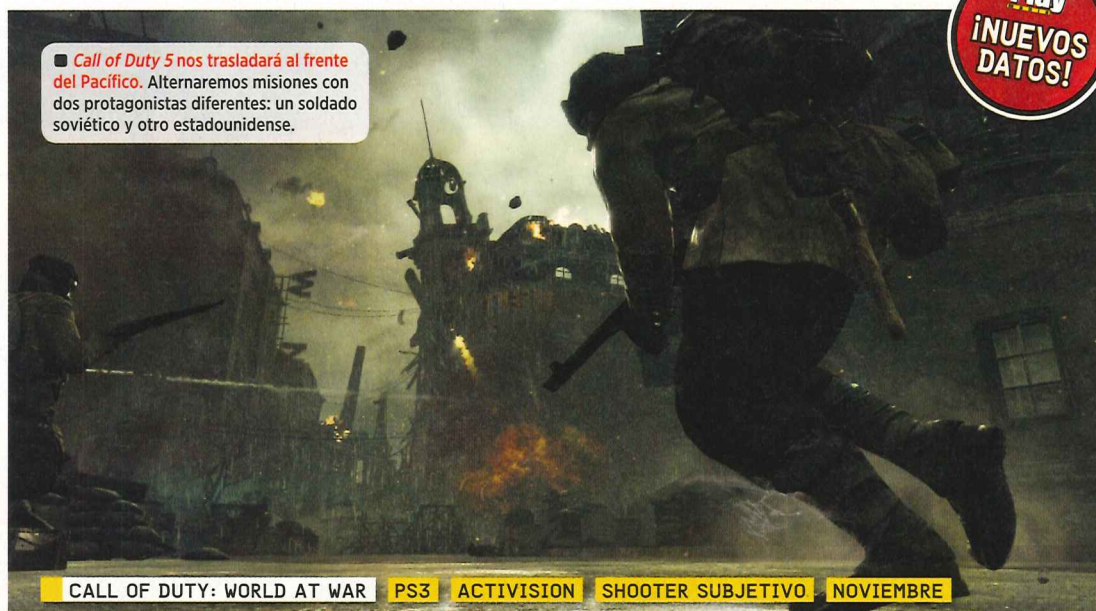 ■ Call of Duty 5 nos trasladará al frente
del Pacífico. Alternaremos misiones con
dos protagonistas diferentes: un soldado
soviético y otro estadounidense.
Play
¡NUEVOS
DATOS!
CALL OF DUTY: WORLD AT WAR PS3 ACTIVISION SHOOTER SUBJETIVO NOVIEMBRE